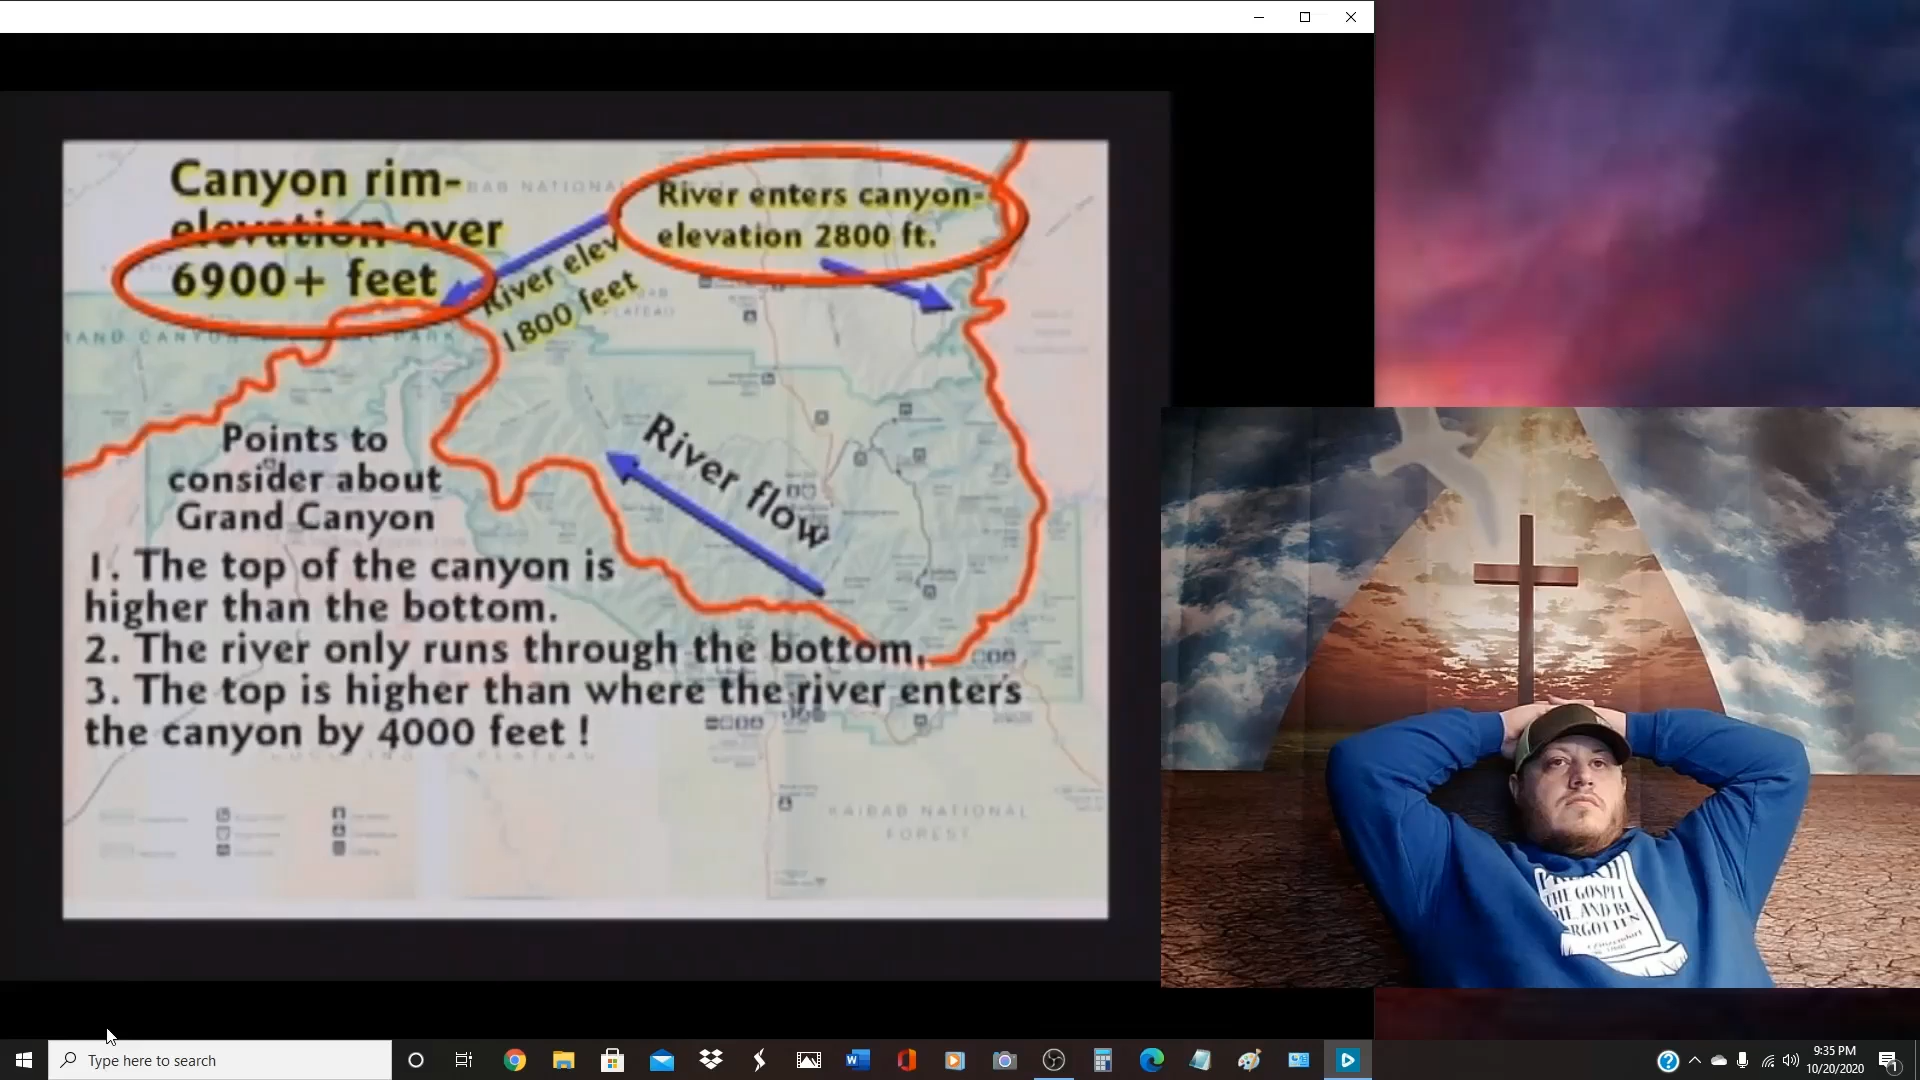 Canyon rim-
elevation over
6900+ feet
River enters canyon-
elevation 2800 ft.
River elev
1800 feet
River flow
Points to
consider about
Grand Canyon
1. The top of the canyon is
higher than the bottom.
2. The river only runs through the bottom.
3. The top is higher than where the river enter's
the canyon by 4000 feet !
KAIBAB NATIONAL
FOREST
THE GOSPEL
AND BE
Type here to search
9:35 PM
10/20/2020